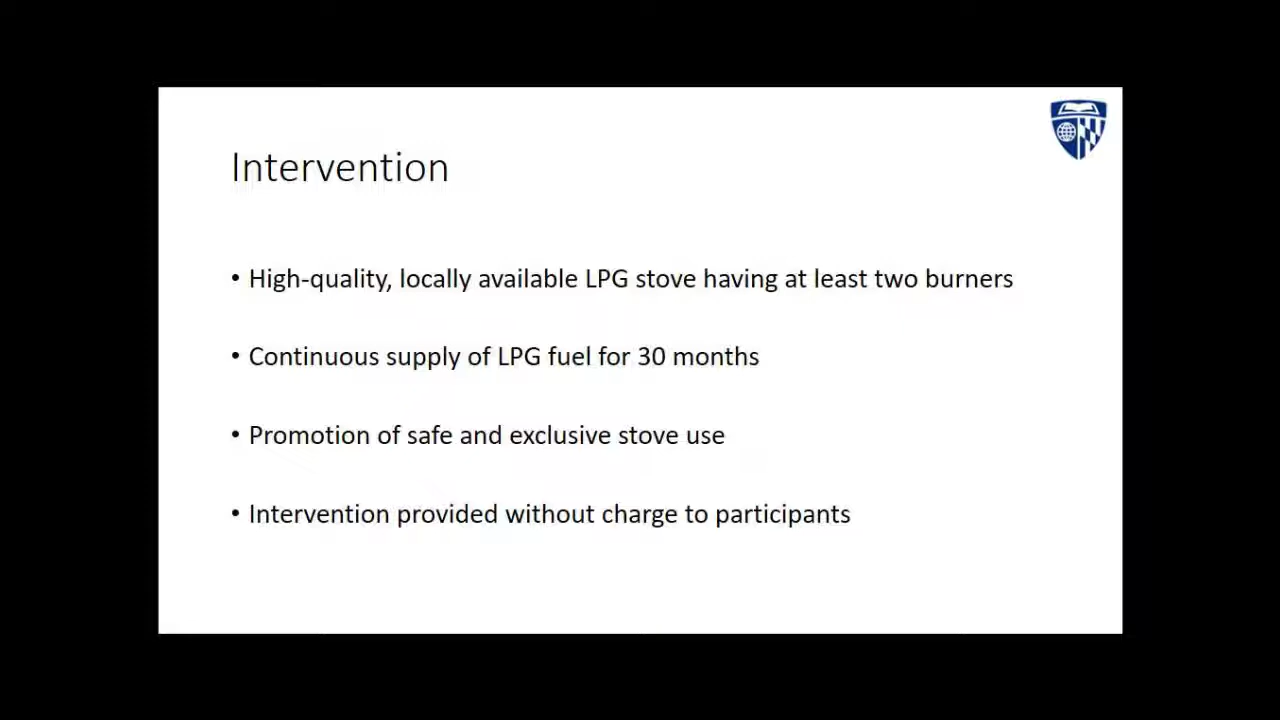 Intervention
• High-quality, locally available LPG stove having at least two burners
• Continuous supply of LPG fuel for 30 months
• Promotion of safe and exclusive stove use
• Intervention provided without charge to participants